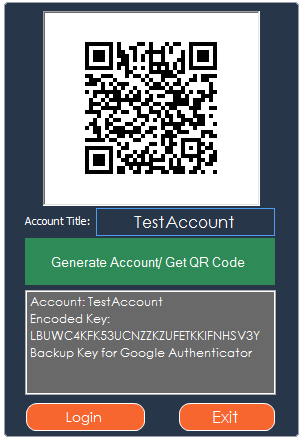 Account Title: TestAccount
Generate Account/ Get QR Code
Account: TestAccount
Encoded Key:
LBUWC4KFK53UCNZZKZUFETKKIFNHSV3Y
Backup Key for Google Authenticator
Login Exit